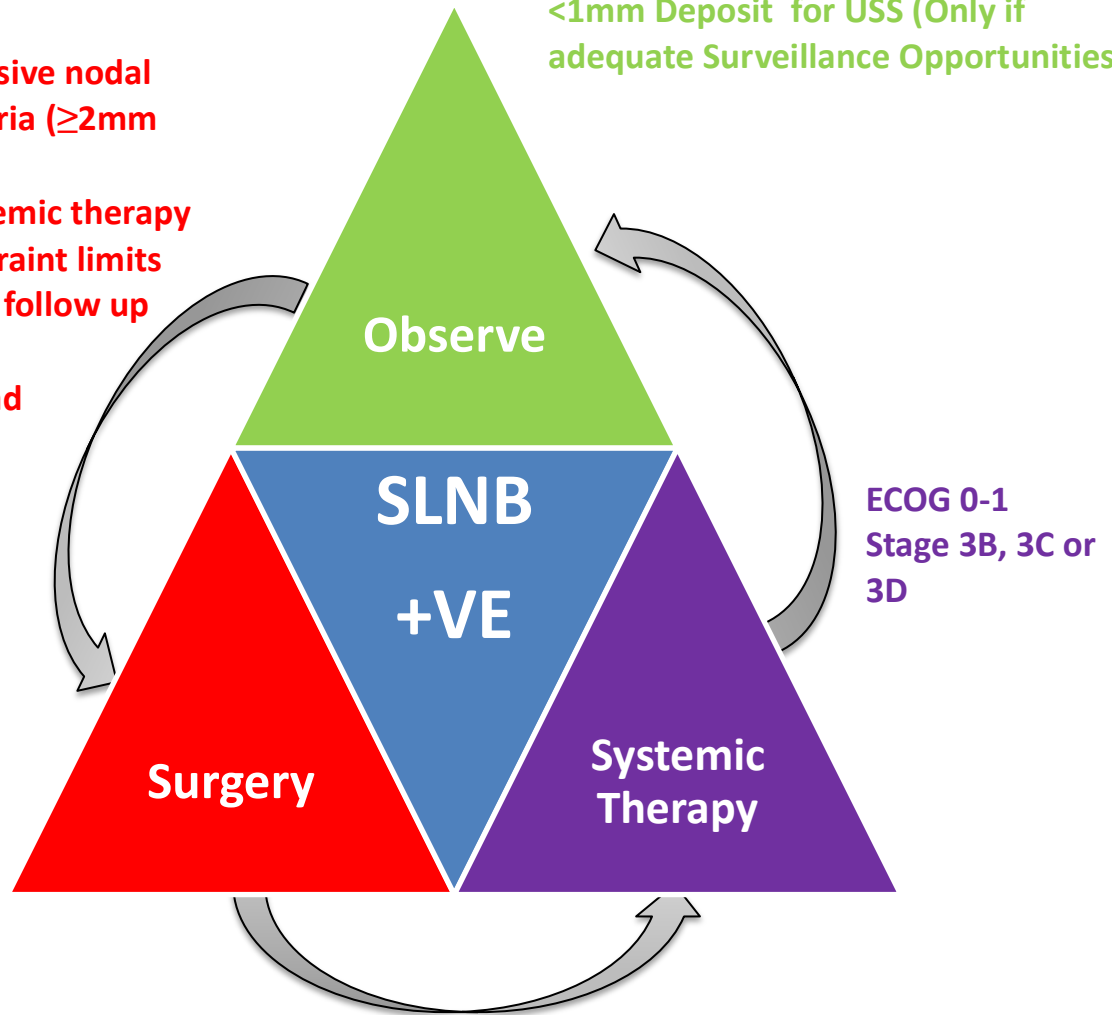 <1mm Deposit for USS (Only if
adequate Surveillance Opportunities
sive nodal
ria (≥2mm
emic therapy
raint limits
follow up
Observe
SLNB
+VE
ECOG 0-1
Stage 3B, 3C or
3D
Surgery
Systemic
Therapy